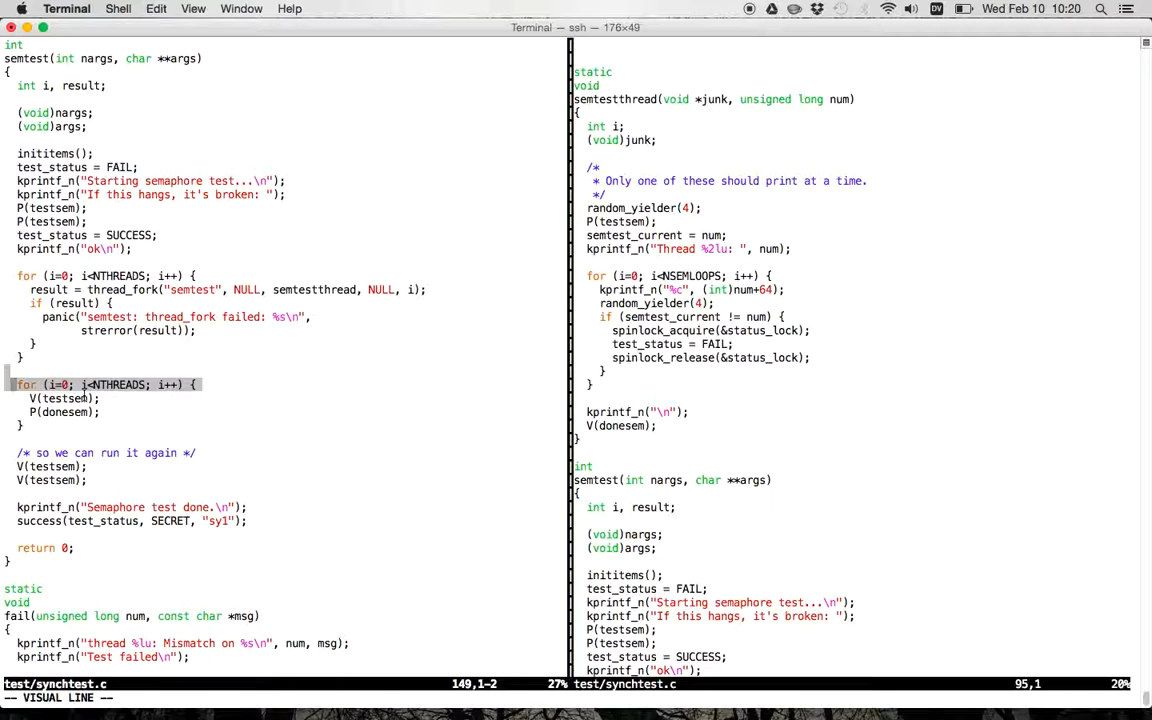 Terminal Shell Edit View Window Help DV Wed Feb 10 10:20
Terminal — ssh — 176×49
int
semtest(int nargs, char **args)
{
int i, result;
(void)nargs;
(void)args;
inititems();
test_status = FAIL;
kprintf_n("Starting semaphore test...\n");
kprintf_n("If this hangs, it's broken: ");
P(testsem);
P(testsem);
test_status = SUCCESS;
kprintf_n("ok\n");
for (i=0; i<NTHREADS; i++) {
result = thread_fork("semtest", NULL, semtestthread, NULL, i);
if (result) {
panic("semtest: thread_fork failed: %s\n",
strerror(result));
}
}
for (i=0; i<NTHREADS; i++) {
V(testsem);
P(donesem);
}
/* so we can run it again */
V(testsem);
V(testsem);
kprintf_n("Semaphore test done.\n");
success(test_status, SECRET, "sy1");
return 0;
}
static
void
fail(unsigned long num, const char *msg)
{
kprintf_n("thread %lu: Mismatch on %s\n", num, msg);
kprintf_n("Test failed\n");
test/synchtest.c 149,1-2 27%
-- VISUAL LINE --
static
void
semtestthread(void *junk, unsigned long num)
{
int i;
(void)junk;
/*
* Only one of these should print at a time.
*/
random_yielder(4);
P(testsem);
semtest_current = num;
kprintf_n("Thread %2lu: ", num);
for (i=0; i<NSEMLOOPS; i++) {
kprintf_n("%c", (int)num+64);
random_yielder(4);
if (semtest_current != num) {
spinlock_acquire(&status_lock);
test_status = FAIL;
spinlock_release(&status_lock);
}
}
kprintf_n("\n");
V(donesem);
}
int
semtest(int nargs, char **args)
{
int i, result;
(void)nargs;
(void)args;
inititems();
test_status = FAIL;
kprintf_n("Starting semaphore test...\n");
kprintf_n("If this hangs, it's broken: ");
P(testsem);
P(testsem);
test_status = SUCCESS;
kprintf_n("ok\n");
test/synchtest.c 95,1 20%